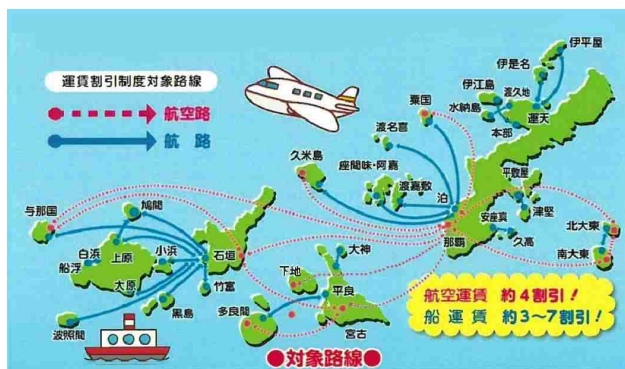 運賃割引制度対象路線
航空路
航 路
伊平屋
伊是名
伊江島
渡久地
水納島
運天
本部
粟国
渡名喜
久米島
座間味・阿嘉
渡嘉敷
泊
平敷屋
津堅
安座真
久高
那覇
北大東
南大東
与那国
鳩間
白浜
上原
小浜
石垣
船浮
大原
竹富
黒島
波照間
下地
大神
平良
多良間
宮古
航空運賃 約4割引!
船運賃 約3~7割引!
●対象路線●